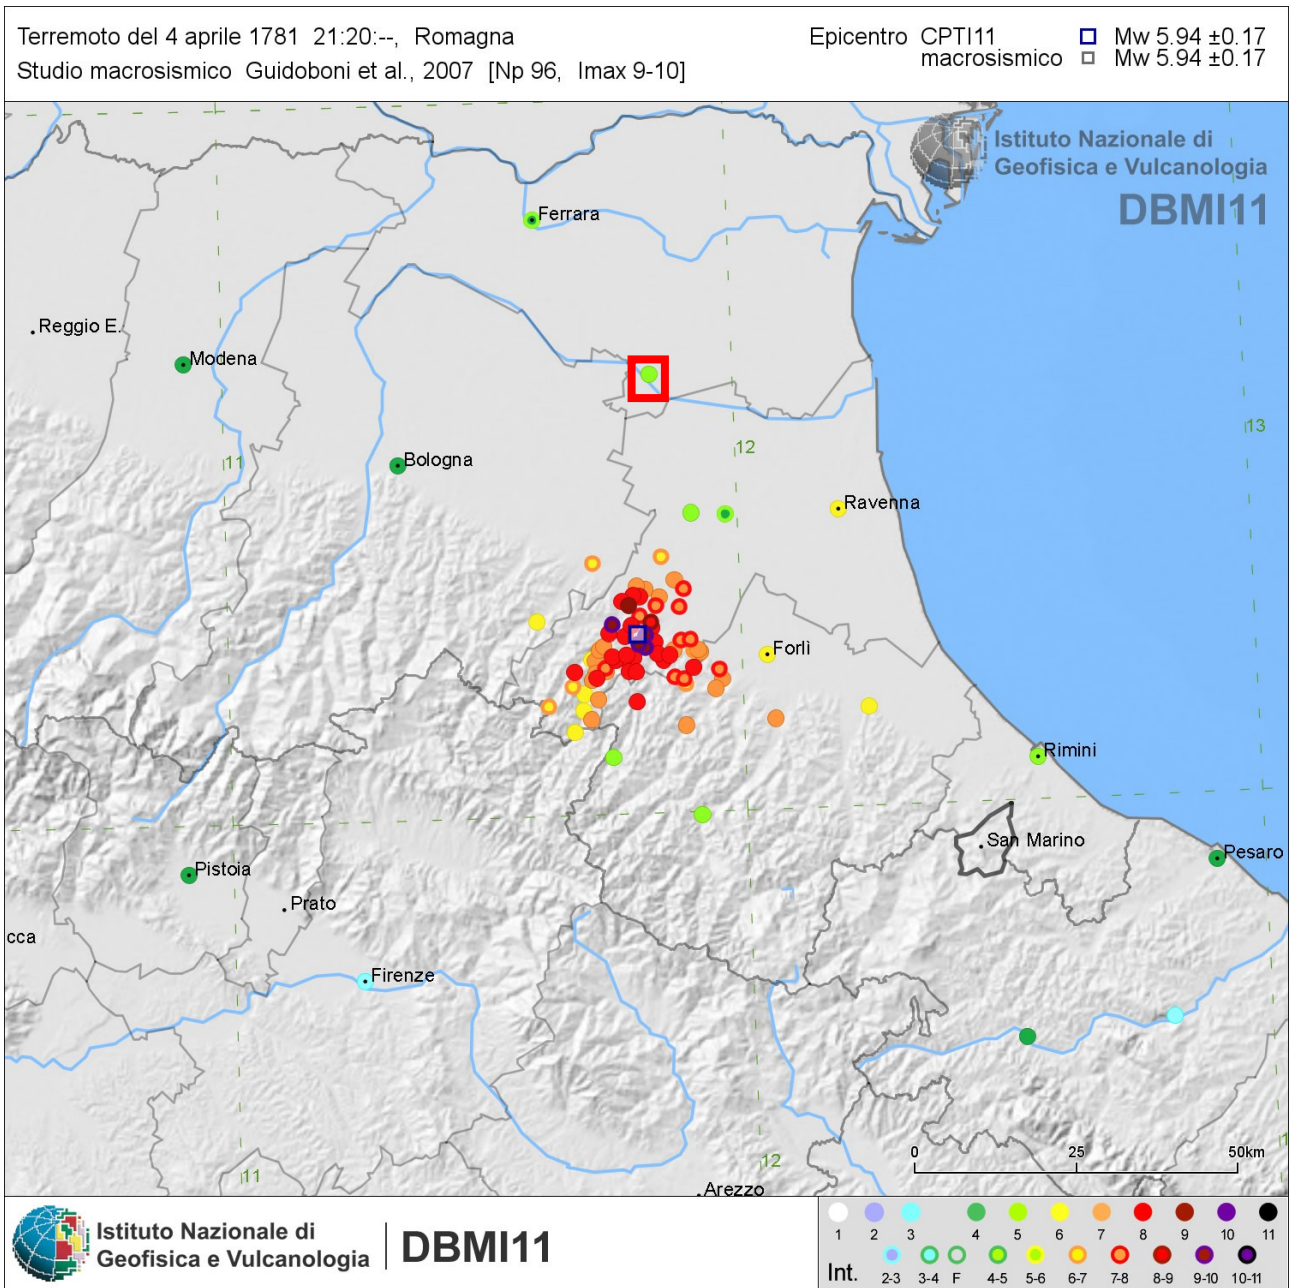 Terremoto del 4 aprile 1781 21:20:--, Romagna
Studio macrosismico Guidoboni et al., 2007 [Np 96, Imax 9-10]
Epicentro CPTI11 Mw 5.94 ±0.17
macrosismico Mw 5.94 ±0.17
Istituto Nazionale di
Geofisica e Vulcanologia
DBMI11
Ferrara
Reggio E.
Modena
13
12
11
Bologna
Ravenna
Forlì
Rimini
San Marino
Pesaro
Pistoia
Prato
cca
Firenze
0 25 50km
12
11
1
Arezzo
Istituto Nazionale di
Geofisica e Vulcanologia
DBMI11
1 2 3 4 5 6 7 8 9 10 11
Int. 2-3 3-4 F 4-5 5-6 6-7 7-8 8-9 9-10 10-11